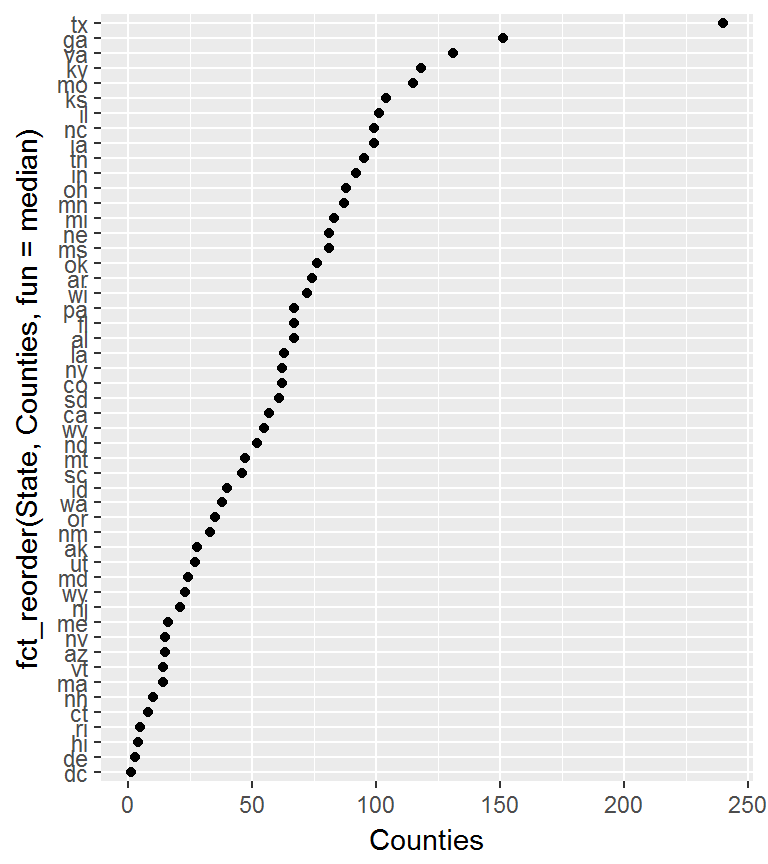 tx
ga
va
ky
mo
ks
il
nc
ia
tn
in
oh
mn
mi
ne
ms
ok
ar
wi
pa
fl
al
la
ny
co
sd
ca
wv
nd
mt
sc
id
wa
or
nm
ak
ut
md
wy
nj
me
nv
az
vt
ma
nh
ct
ri
hi
de
dc
fct_reorder(State, Counties, fun = median)
0 50 100 150 200 250
Counties